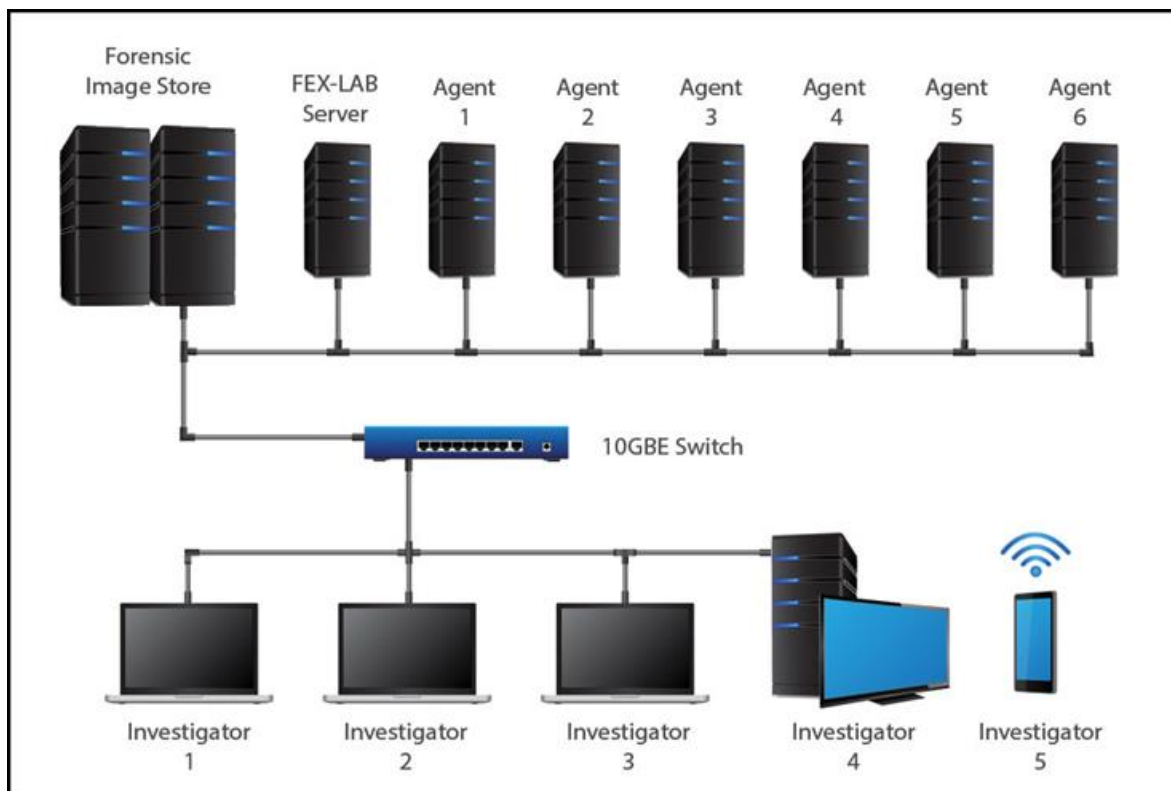 Forensic
Image Store
FEX-LAB
Server
Agent
1
Agent
2
Agent
3
Agent
4
Agent
5
Agent
6
10GBE Switch
Investigator
1
Investigator
2
Investigator
3
Investigator
4
Investigator
5